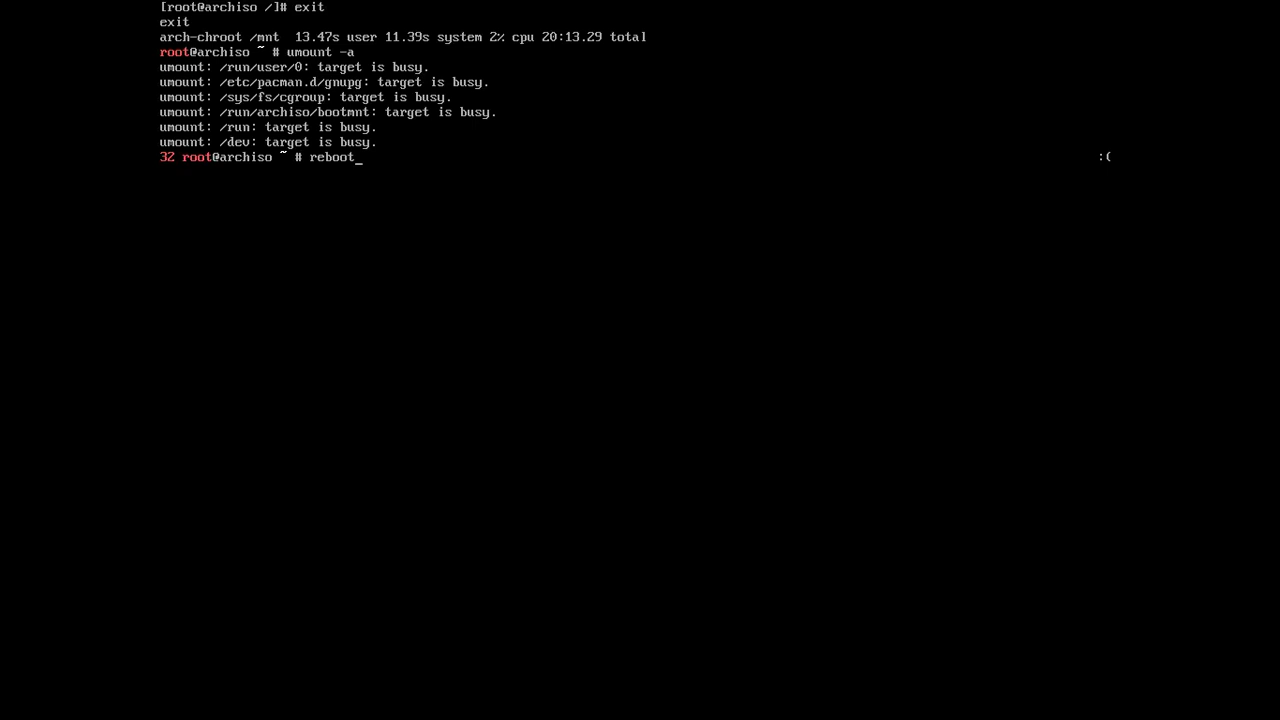 [root@archiso /]# exit
exit
arch-chroot /mnt  13.47s user 11.39s system 2% cpu 20:13.29 total
root@archiso ~ # umount -a
umount: /run/user/0: target is busy.
umount: /etc/pacman.d/gnupg: target is busy.
umount: /sys/fs/cgroup: target is busy.
umount: /run/archiso/bootmnt: target is busy.
umount: /run: target is busy.
umount: /dev: target is busy.
32 root@archiso ~ # reboot_ :(